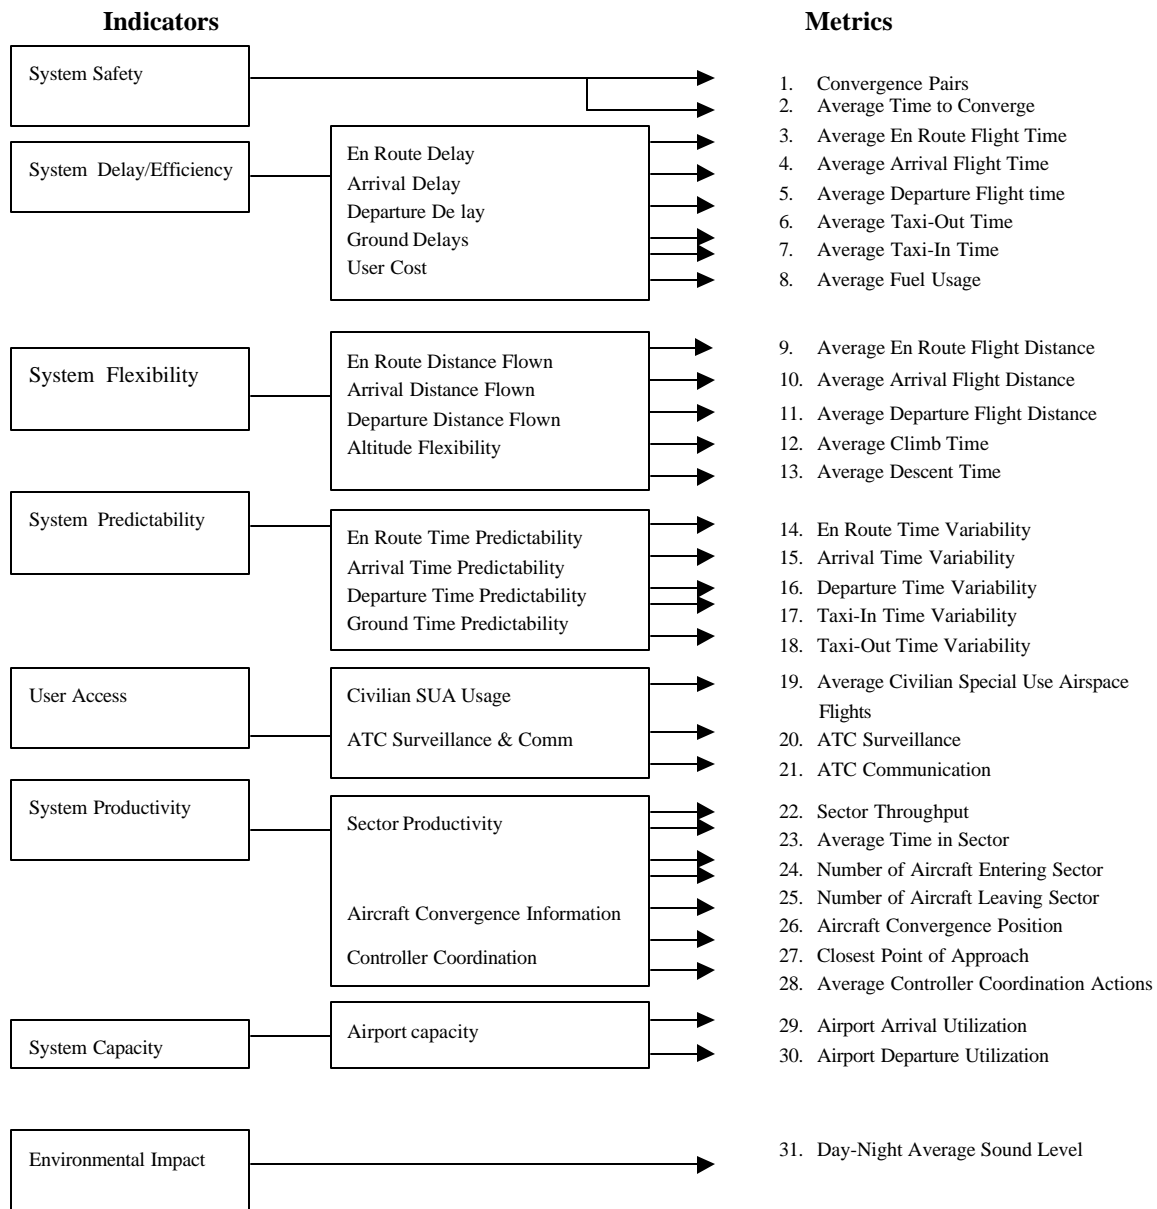 Indicators
Metrics
System Safety
1. Convergence Pairs
2. Average Time to Converge
System Delay/Efficiency
En Route Delay
Arrival Delay
Departure De lay
Ground Delays
User Cost
3. Average En Route Flight Time
4. Average Arrival Flight Time
5. Average Departure Flight time
6. Average Taxi-Out Time
7. Average Taxi-In Time
8. Average Fuel Usage
System Flexibility
En Route Distance Flown
Arrival Distance Flown
Departure Distance Flown
Altitude Flexibility
9. Average En Route Flight Distance
10. Average Arrival Flight Distance
11. Average Departure Flight Distance
12. Average Climb Time
13. Average Descent Time
System Predictability
En Route Time Predictability
Arrival Time Predictability
Departure Time Predictability
Ground Time Predictability
14. En Route Time Variability
15. Arrival Time Variability
16. Departure Time Variability
17. Taxi-In Time Variability
18. Taxi-Out Time Variability
User Access
Civilian SUA Usage
ATC Surveillance & Comm
19. Average Civilian Special Use Airspace
Flights
20. ATC Surveillance
21. ATC Communication
System Productivity
Sector Productivity
Aircraft Convergence Information
Controller Coordination
22. Sector Throughput
23. Average Time in Sector
24. Number of Aircraft Entering Sector
25. Number of Aircraft Leaving Sector
26. Aircraft Convergence Position
27. Closest Point of Approach
28. Average Controller Coordination Actions
System Capacity
Airport capacity
29. Airport Arrival Utilization
30. Airport Departure Utilization
Environmental Impact
31. Day-Night Average Sound Level